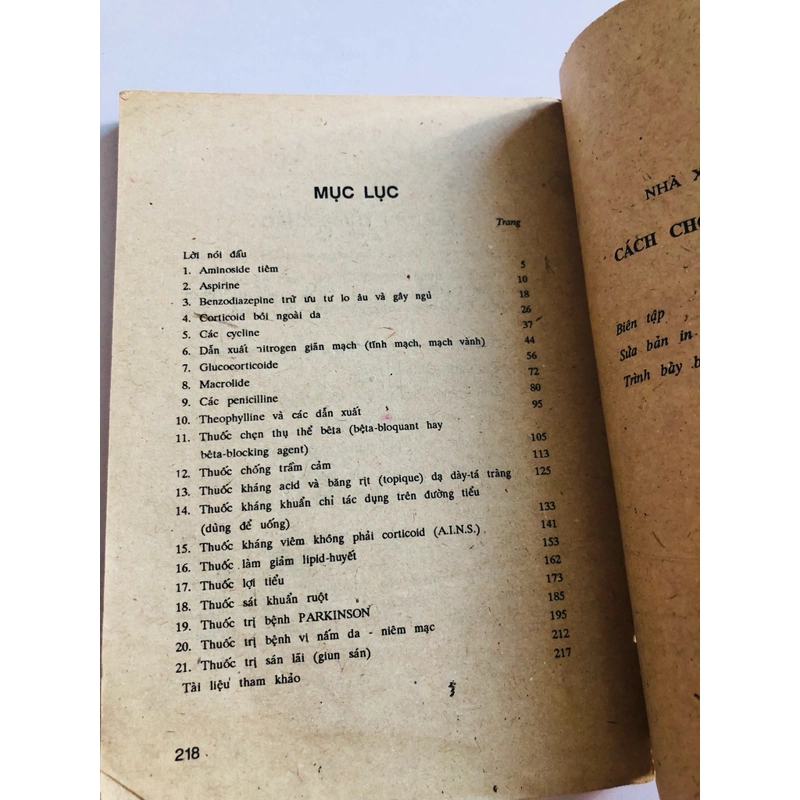 MỤC LỤC
Trang
Lời nói đầu
1. Aminoside tiêm 5
2. Aspirine 10
3. Benzodiazepine trừ ưu tư lo âu và gây ngủ 18
4. Corticoid bôi ngoài da 26
5. Các cycline 37
6. Dẫn xuất nitrogen giãn mạch (tĩnh mạch, mạch vành) 44
7. Glucocorticoide 56
8. Macrolide 72
9. Các penicilline 80
10. Theophylline và các dẫn xuất 95
11. Thuốc chẹn thụ thể bêta (bêta-bloquant hay
bêta-blocking agent) 105
12. Thuốc chống trầm cảm 113
13. Thuốc kháng acid và băng rịt (topique) dạ dày-tá tràng 125
14. Thuốc kháng khuẩn chỉ tác dụng trên đường tiểu
(dùng để uống) 133
15. Thuốc kháng viêm không phải corticoid (A.I.N.S.) 141
16. Thuốc làm giảm lipid-huyết 153
17. Thuốc lợi tiểu 162
18. Thuốc sát khuẩn ruột 173
19. Thuốc trị bệnh PARKINSON 185
20. Thuốc trị bệnh vi nấm da - niêm mạc 195
21. Thuốc trị sán lãi (giun sán) 212
Tài liệu tham khảo 217
218
NHÀ X
CÁCH CHỌ
Biên tập
Sửa bản in
Trình bày b